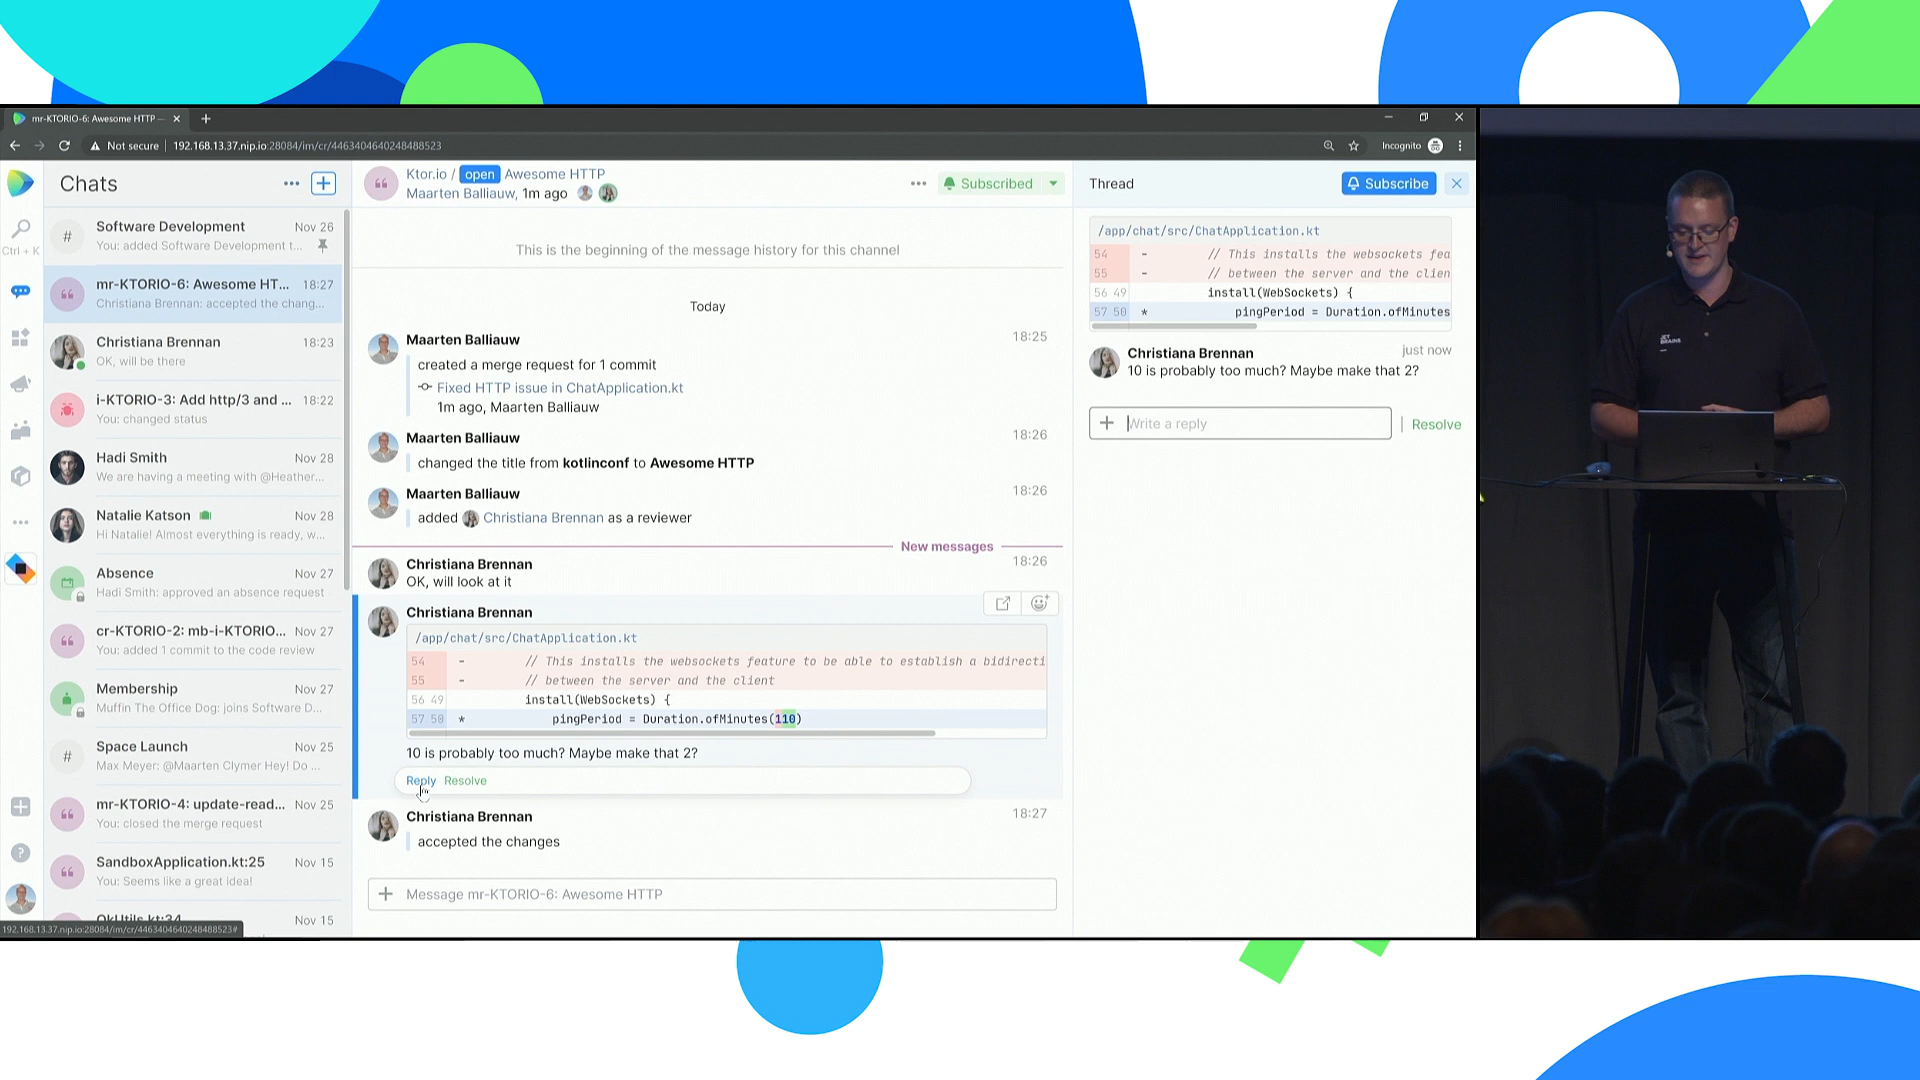 mr-KTORIO-6: Awesome HTTP —
Not secure
192.168.13.37.nip.io:28084/im/cr/4463404640248488523
Incognito
Ctrl + K
Chats
Software Development Nov 26
You: added Software Development t...
mr-KTORIO-6: Awesome HT... 18:27
Christiana Brennan: accepted the chang...
Christiana Brennan 18:23
OK, will be there
i-KTORIO-3: Add http/3 and ... 18:22
You: changed status
Hadi Smith Nov 28
We are having a meeting with @Heather...
Natalie Katson Nov 28
Hi Natalie! Almost everything is ready, w...
Absence Nov 27
Hadi Smith: approved an absence request
cr-KTORIO-2: mb-i-KTORIO... Nov 27
You: added 1 commit to the code review
Membership Nov 27
Muffin The Office Dog: joins Software D...
Space Launch Nov 25
Max Meyer: @Maarten Clymer Hey! Do ...
mr-KTORIO-4: update-read... Nov 25
You: closed the merge request
SandboxApplication.kt:25 Nov 15
You: Seems like a great idea!
OkUtils.kt:34 Nov 15
192.168.13.37.nip.io:28084/im/cr/4463404640248488523#
Ktor.io / open Awesome HTTP
Maarten Balliauw, 1m ago
Subscribed
This is the beginning of the message history for this channel
Today
Maarten Balliauw 18:25
created a merge request for 1 commit
Fixed HTTP issue in ChatApplication.kt
1m ago, Maarten Balliauw
Maarten Balliauw 18:26
changed the title from kotlinconf to Awesome HTTP
Maarten Balliauw 18:26
added Christiana Brennan as a reviewer
New messages
Christiana Brennan 18:26
OK, will look at it
Christiana Brennan
/app/chat/src/ChatApplication.kt
54 - // This installs the websockets feature to be able to establish a bidirecti
55 - // between the server and the client
56 49 install(WebSockets) {
57 50 * pingPeriod = Duration.ofMinutes(110)
10 is probably too much? Maybe make that 2?
Reply Resolve
Christiana Brennan 18:27
accepted the changes
Message mr-KTORIO-6: Awesome HTTP
Thread
Subscribe
/app/chat/src/ChatApplication.kt
54 - // This installs the websockets fea
55 - // between the server and the clien
56 49 install(WebSockets) {
57 50 * pingPeriod = Duration.ofMinutes
Christiana Brennan just now
10 is probably too much? Maybe make that 2?
Write a reply
Resolve
JET
BRAINS